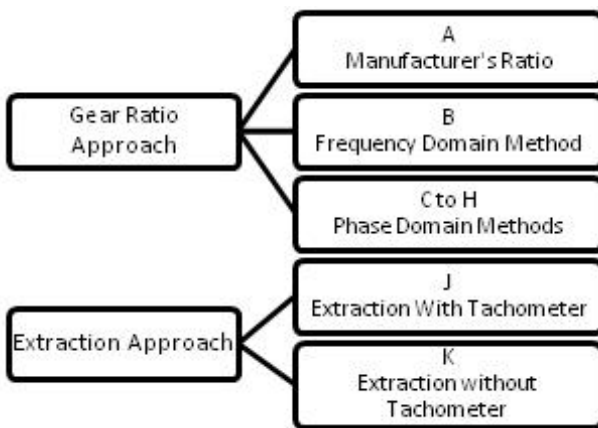 Gear Ratio
Approach
A
Manufacturer's Ratio
B
Frequency Domain Method
C to H
Phase Domain Methods
Extraction Approach
J
Extraction With Tachometer
K
Extraction without
Tachometer